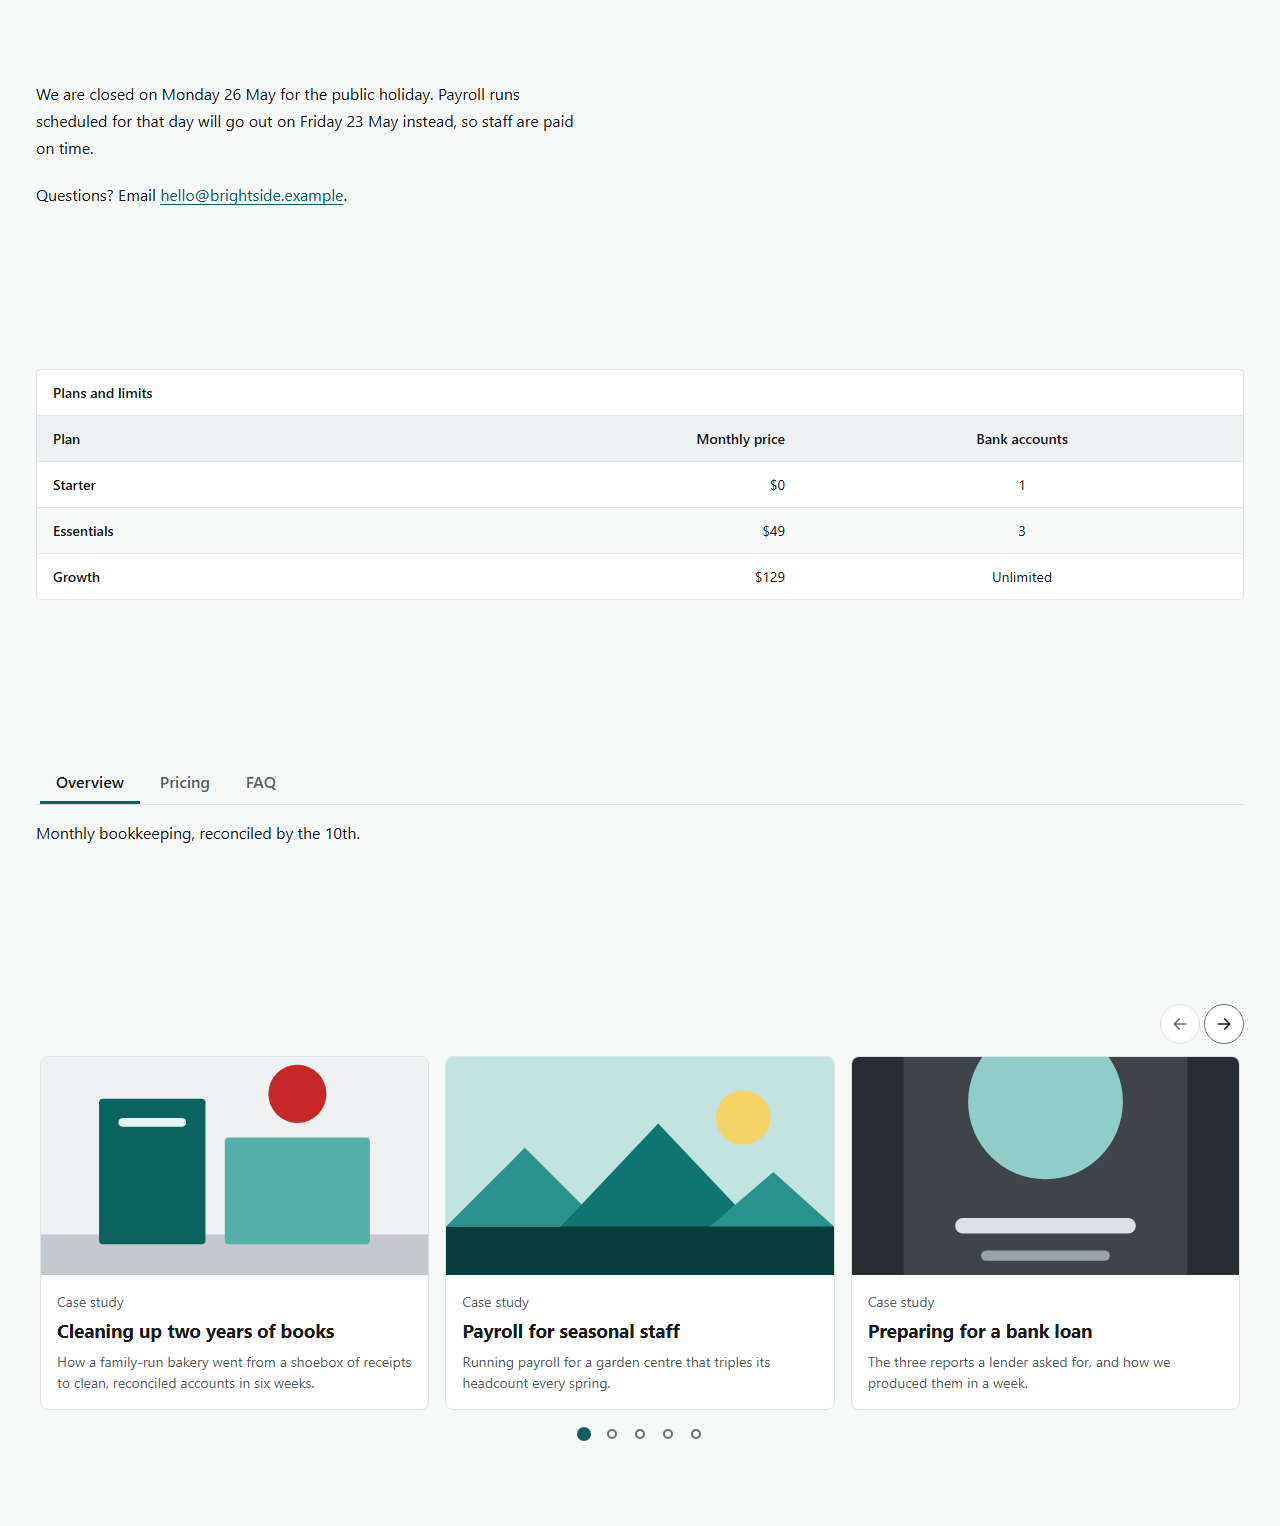 We are closed on Monday 26 May for the public holiday. Payroll runs
scheduled for that day will go out on Friday 23 May instead, so staff are paid
on time.
Questions? Email hello@brightside.example.
Plans and limits
Plan Monthly price Bank accounts
Starter $0 1
Essentials $49 3
Growth $129 Unlimited
Overview Pricing FAQ
Monthly bookkeeping, reconciled by the 10th.
Case study
Cleaning up two years of books
How a family-run bakery went from a shoebox of receipts
to clean, reconciled accounts in six weeks.
Case study
Payroll for seasonal staff
Running payroll for a garden centre that triples its
headcount every spring.
Case study
Preparing for a bank loan
The three reports a lender asked for, and how we
produced them in a week.